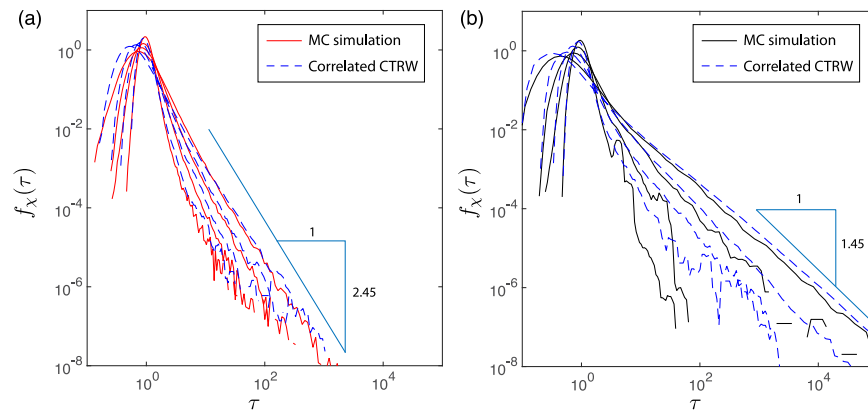 (a)
MC simulation
Correlated CTRW
10^0
10^-2
10^-4
10^-6
10^-8
f_χ(τ)
1
2.45
10^0
10^2
10^4
τ
(b)
MC simulation
Correlated CTRW
10^0
10^-2
10^-4
10^-6
10^-8
f_χ(τ)
1
1.45
10^0
10^2
10^4
τ